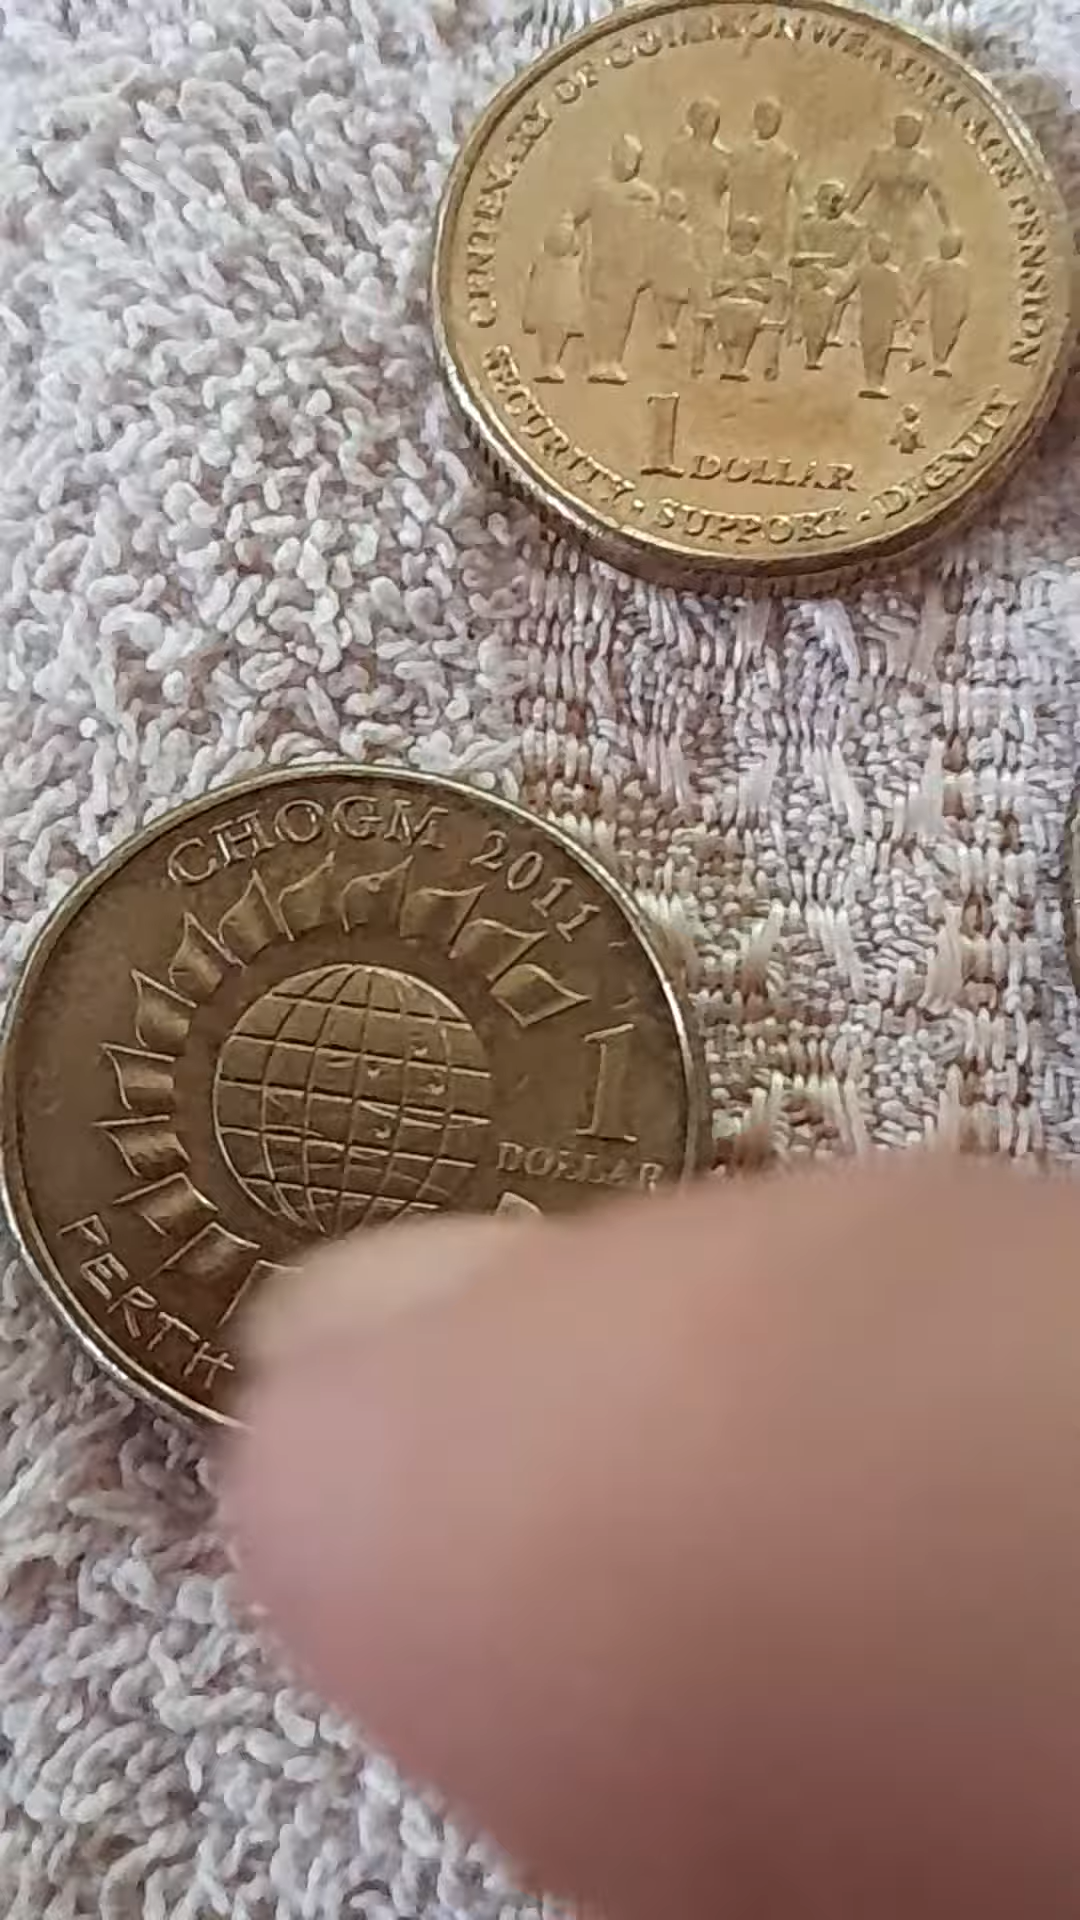 CENTENARY OF COMMONWEALTH AGE PENSION
1 DOLLAR
SECURITY · SUPPORT · DIGNITY
CHOGM 2011
1
DOLLAR
PERTH